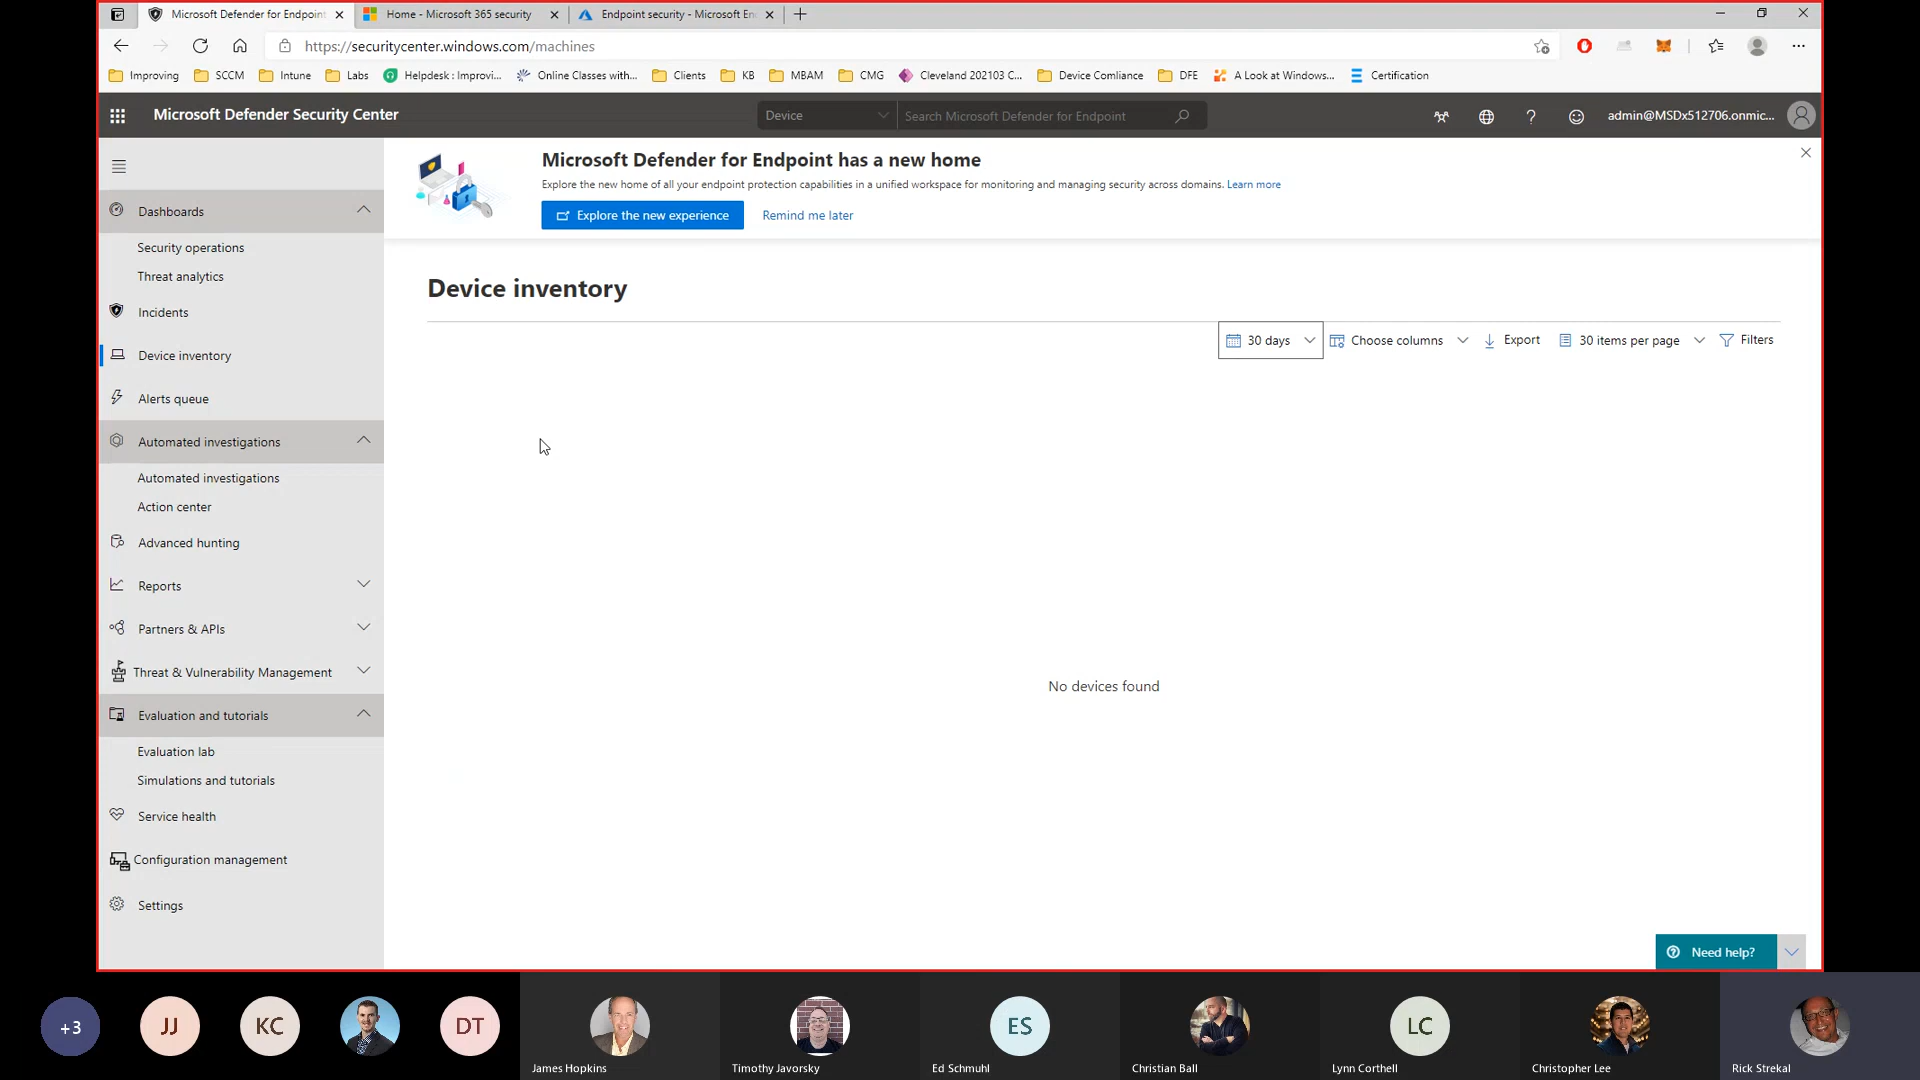 Microsoft Defender for Endpoint
Home - Microsoft 365 security
Endpoint security - Microsoft En
https://securitycenter.windows.com/machines
Improving
SCCM
Intune
Labs
Helpdesk : Improvi...
Online Classes with...
Clients
KB
MBAM
CMG
Cleveland 202103 C...
Device Comliance
DFE
A Look at Windows...
Certification
Microsoft Defender Security Center
Device
Search Microsoft Defender for Endpoint
?
admin@MSDx512706.onmic...
Microsoft Defender for Endpoint has a new home
Explore the new home of all your endpoint protection capabilities in a unified workspace for monitoring and managing security across domains. Learn more
Explore the new experience
Remind me later
Dashboards
Security operations
Threat analytics
Incidents
Device inventory
Alerts queue
Automated investigations
Automated investigations
Action center
Advanced hunting
Reports
Partners & APIs
Threat & Vulnerability Management
Evaluation and tutorials
Evaluation lab
Simulations and tutorials
Service health
Configuration management
Settings
Device inventory
30 days
Choose columns
Export
30 items per page
Filters
No devices found
Need help?
+3
JJ
KC
DT
ES
LC
James Hopkins
Timothy Javorsky
Ed Schmuhl
Christian Ball
Lynn Corthell
Christopher Lee
Rick Strekal